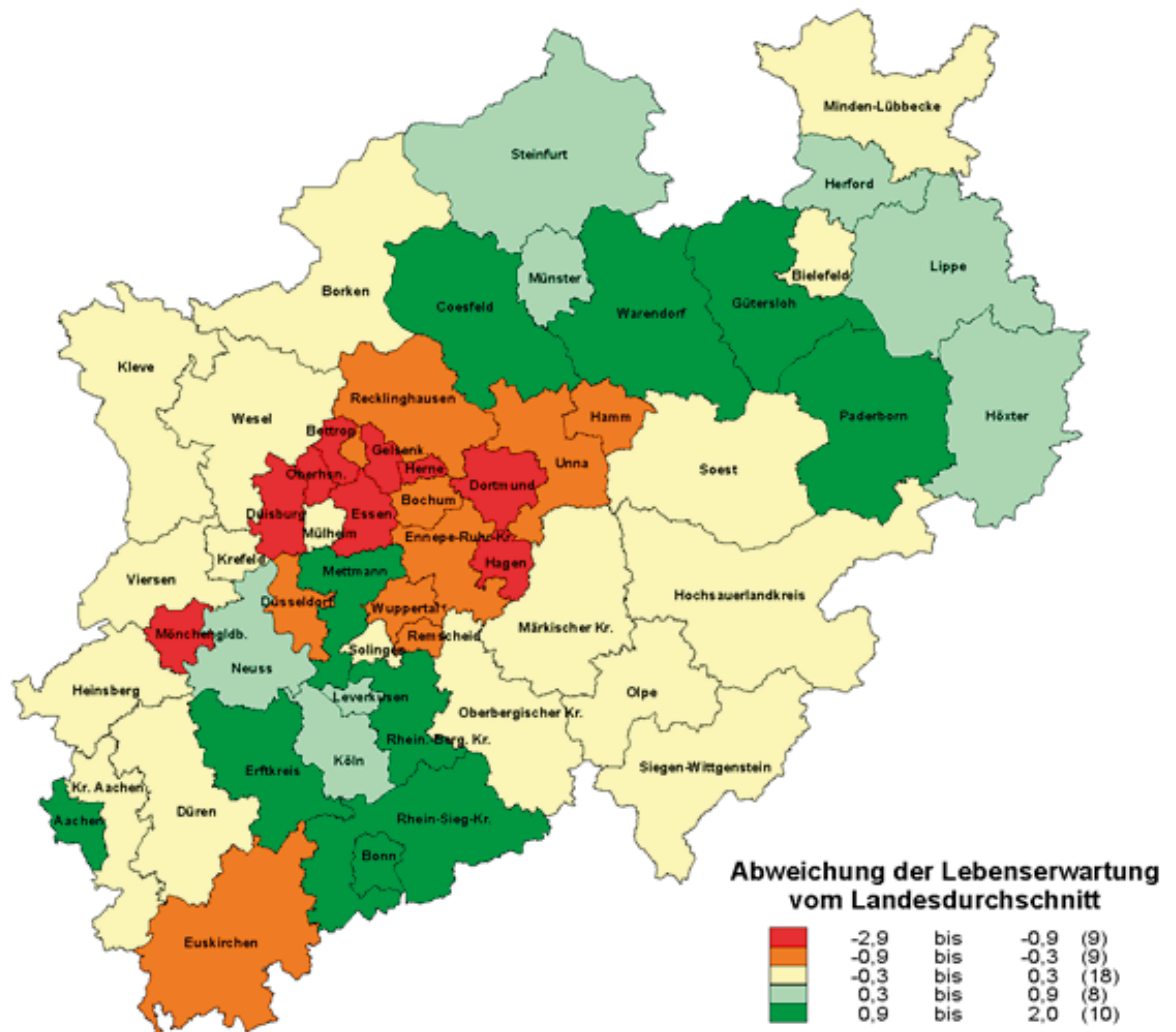 Minden-Lübbecke
Steinfurt
Herford
Münster
Bielefeld
Lippe
Borken
Coesfeld
Warendorf
Gütersloh
Kleve
Recklinghausen
Wesel
Hamm
Paderborn
Höxter
Bottrop
Gelsenk
Oberhsn.
Herne
Unna
Soest
Dortmund
Bochum
Duisburg
Essen
Mülheim
Ennepe-Ruhr-Kr.
Krefeld
Hagen
Mettmann
Viersen
Hochsauerlandkreis
Düsseldorf
Wuppertal
Märkischer Kr.
Mönchengldb.
Remscheid
Solingen
Neuss
Heinsberg
Leverkusen
Olpe
Oberbergischer Kr.
Rhein.-Berg. Kr.
Köln
Erftkreis
Siegen-Wittgenstein
Kr. Aachen
Düren
Aachen
Rhein-Sieg-Kr.
Bonn
Euskirchen
Abweichung der Lebenserwartung
vom Landesdurchschnitt
-2,9 bis -0,9 (9)
-0,9 bis -0,3 (9)
-0,3 bis 0,3 (18)
0,3 bis 0,9 (8)
0,9 bis 2,0 (10)